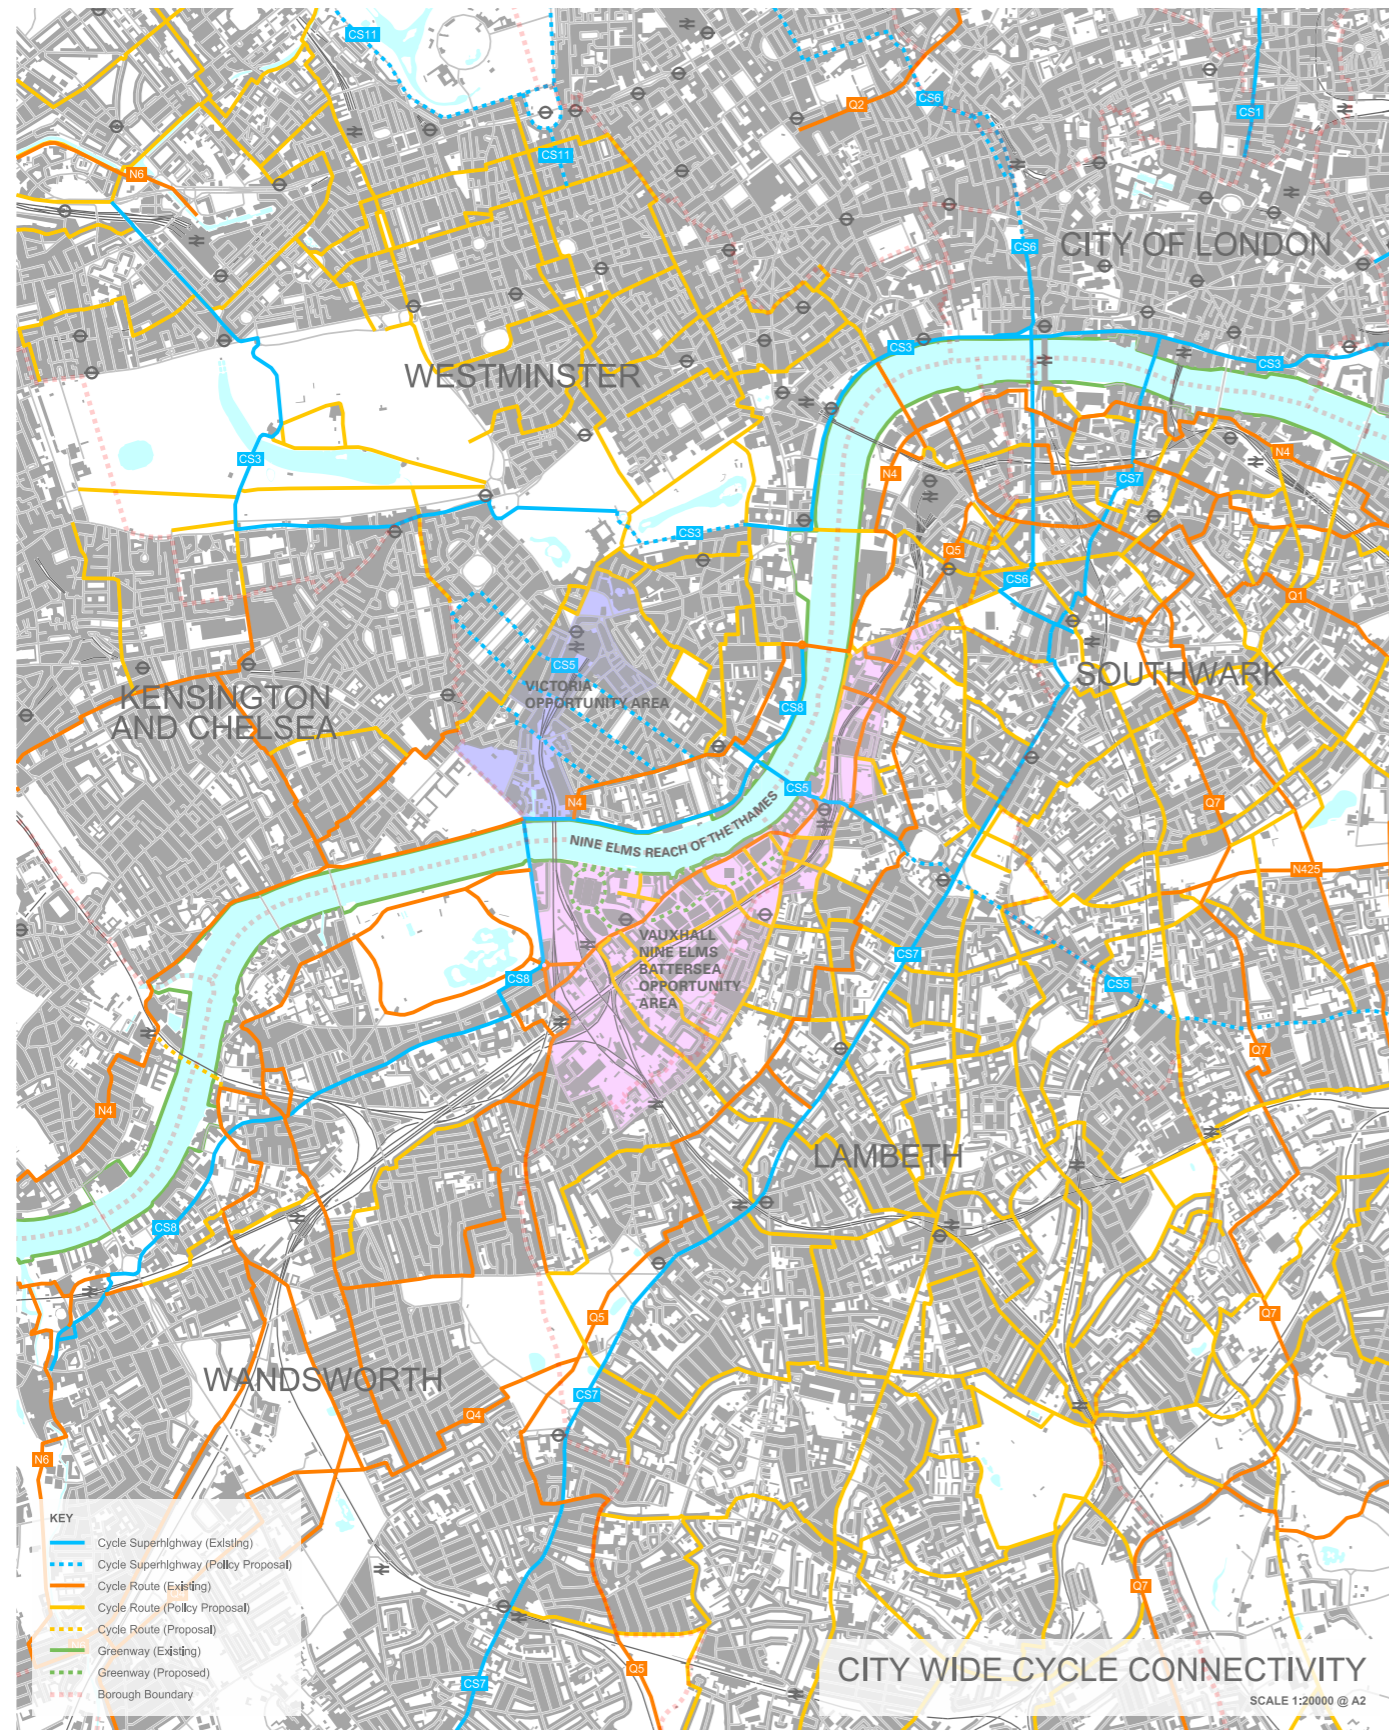 CS11
Q2
CS6
CS1
CS11
N6
CS6
CITY OF LONDON
CS3
CS3
WESTMINSTER
CS3
N4
N4
CS7
CS3
Q5
CS6
Q1
CS5
SOUTHWARK
VICTORIA
OPPORTUNITY AREA
KENSINGTON
AND CHELSEA
CS8
CS5
N4
Q7
NINE ELMS REACH OF THE THAMES
N425
VAUXHALL
NINE ELMS
BATTERSEA
OPPORTUNITY
AREA
CS7
CS8
CS5
Q7
N4
LAMBETH
CS8
Q7
Q5
WANDSWORTH
CS7
Q4
N6
KEY
Cycle Superhighway (Existing)
Cycle Superhighway (Policy Proposal)
Cycle Route (Existing)
Cycle Route (Policy Proposal)
Cycle Route (Proposal)
Greenway (Existing)
Greenway (Proposed)
Borough Boundary
Q7
Q5
CS7
CITY WIDE CYCLE CONNECTIVITY
SCALE 1:20000 @ A2